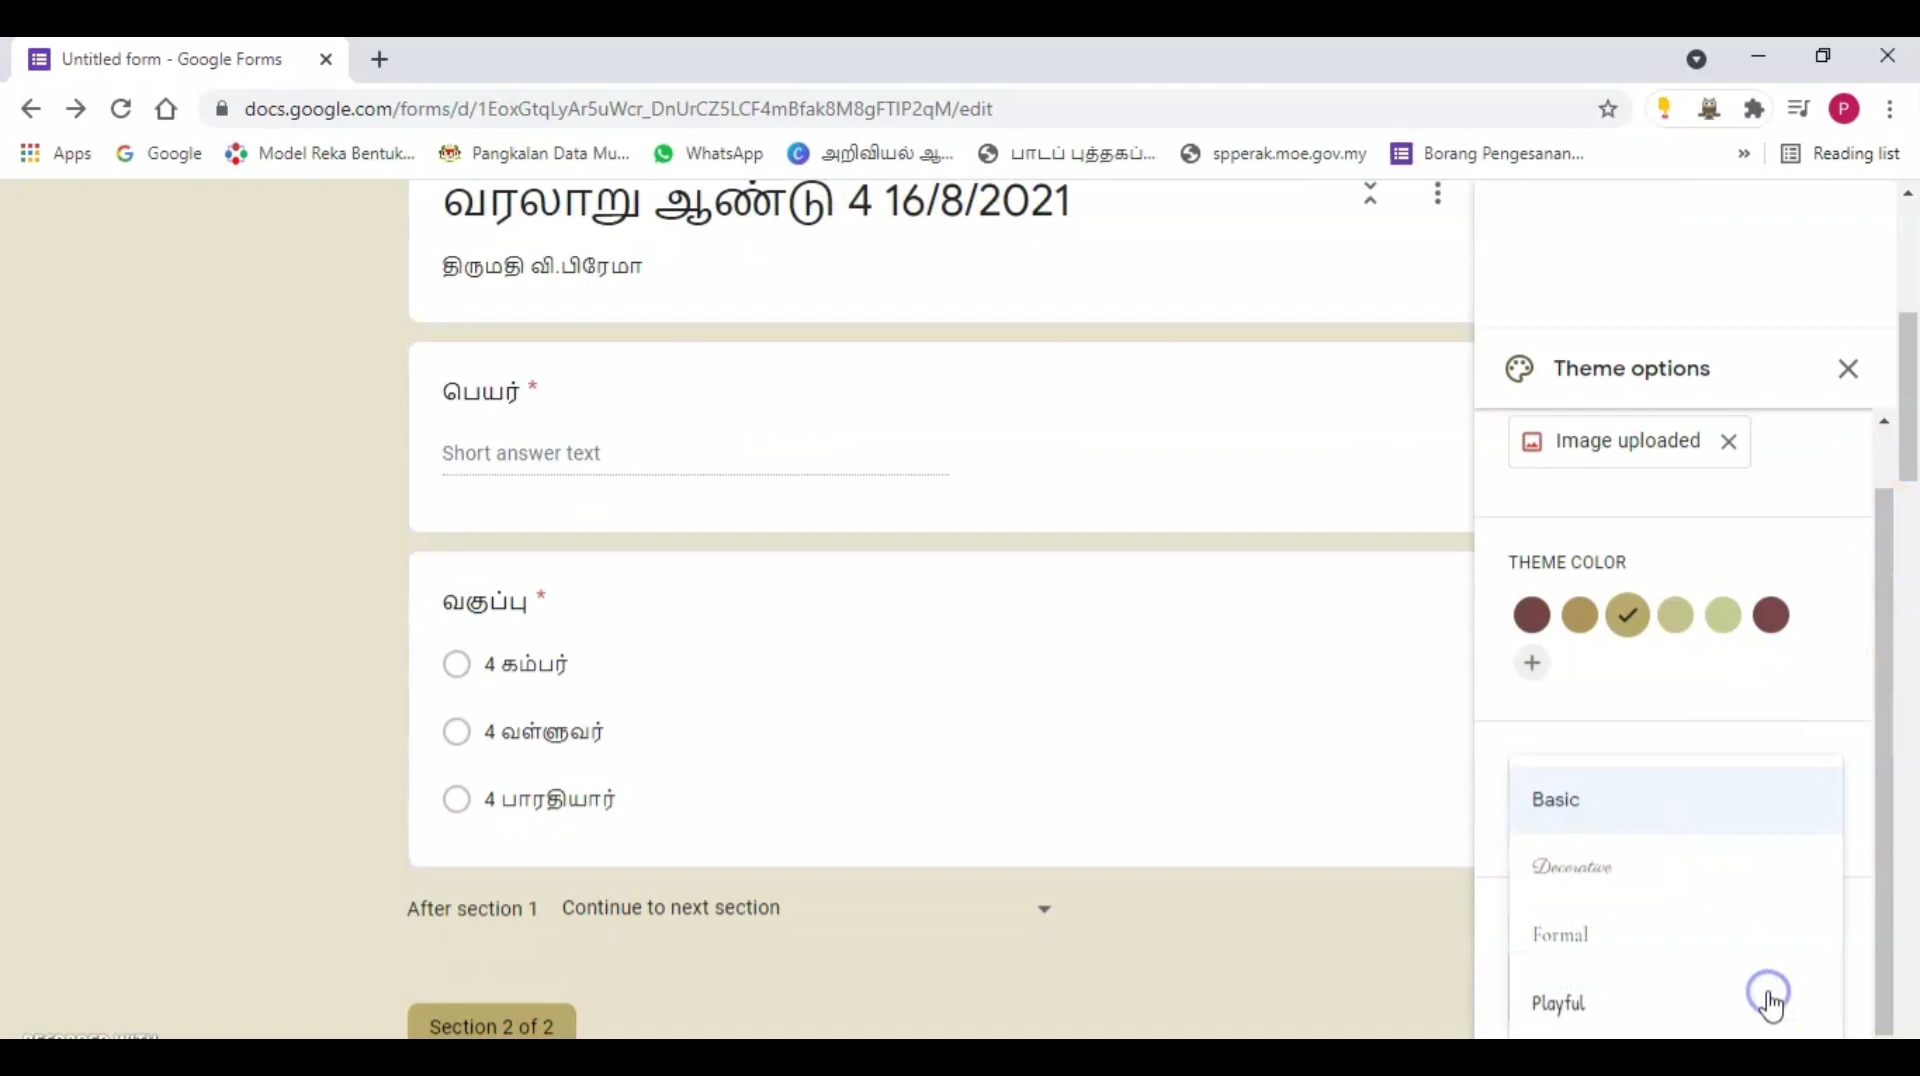 Untitled form - Google Forms
docs.google.com/forms/d/1EoxGtqLyAr5uWcr_DnUrCZ5LCF4mBfak8M8gFTIP2qM/edit
P
Apps Google Model Reka Bentuk... Pangkalan Data Mu... WhatsApp அறிவியல் ஆ... பாடப் புத்தகப்... spperak.moe.gov.my Borang Pengesanan... » Reading list
வரலாறு ஆண்டு 4 16/8/2021
திருமதி வி.பிரேமா
பெயர் *
Short answer text
வகுப்பு *
4 கம்பர்
4 வள்ளுவர்
4 பாரதியார்
After section 1 Continue to next section
Section 2 of 2
Theme options
Image uploaded
THEME COLOR
Basic
Decorative
Formal
Playful
RECORDED WITH